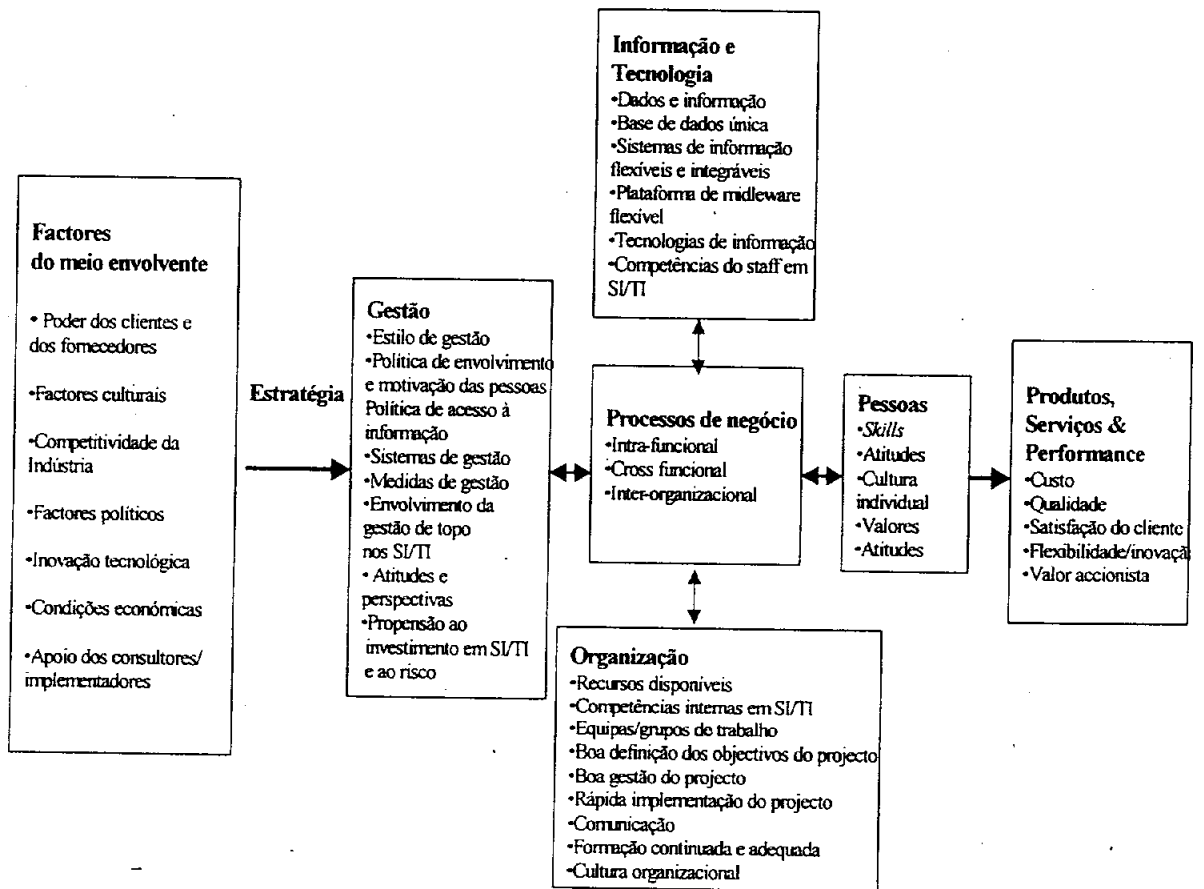 Factores
do meio envolvente
• Poder dos clientes e
dos fornecedores
•Factores culturais
•Competitividade da
Indústria
•Factores políticos
•Inovação tecnológica
•Condições económicas
•Apoio dos consultores/
implementadores
Estratégia
Gestão
•Estilo de gestão
•Política de envolvimento
e motivação das pessoas
Política de acesso à
informação
•Sistemas de gestão
•Medidas de gestão
•Envolvimento da
gestão de topo
nos SI/TI
• Atitudes e
perspectivas
•Propensão ao
investimento em SI/TI
e ao risco
Informação e
Tecnologia
•Dados e informação
•Base de dados única
•Sistemas de informação
flexíveis e integráveis
•Plataforma de midleware
flexível
•Tecnologias de informação
•Competências do staff em
SI/TI
Processos de negócio
•Intra-funcional
•Cross funcional
•Inter-organizacional
Organização
•Recursos disponíveis
•Competências internas em SI/TI
•Equipas/grupos de trabalho
•Boa definição dos objectivos do projecto
•Boa gestão do projecto
•Rápida implementação do projecto
•Comunicação
•Formação continuada e adequada
•Cultura organizacional
Pessoas
•Skills
•Atitudes
•Cultura
individual
•Valores
•Atitudes
Produtos,
Serviços &
Performance
•Custo
•Qualidade
•Satisfação do cliente
•Flexibilidade/inovaçã
•Valor accionista